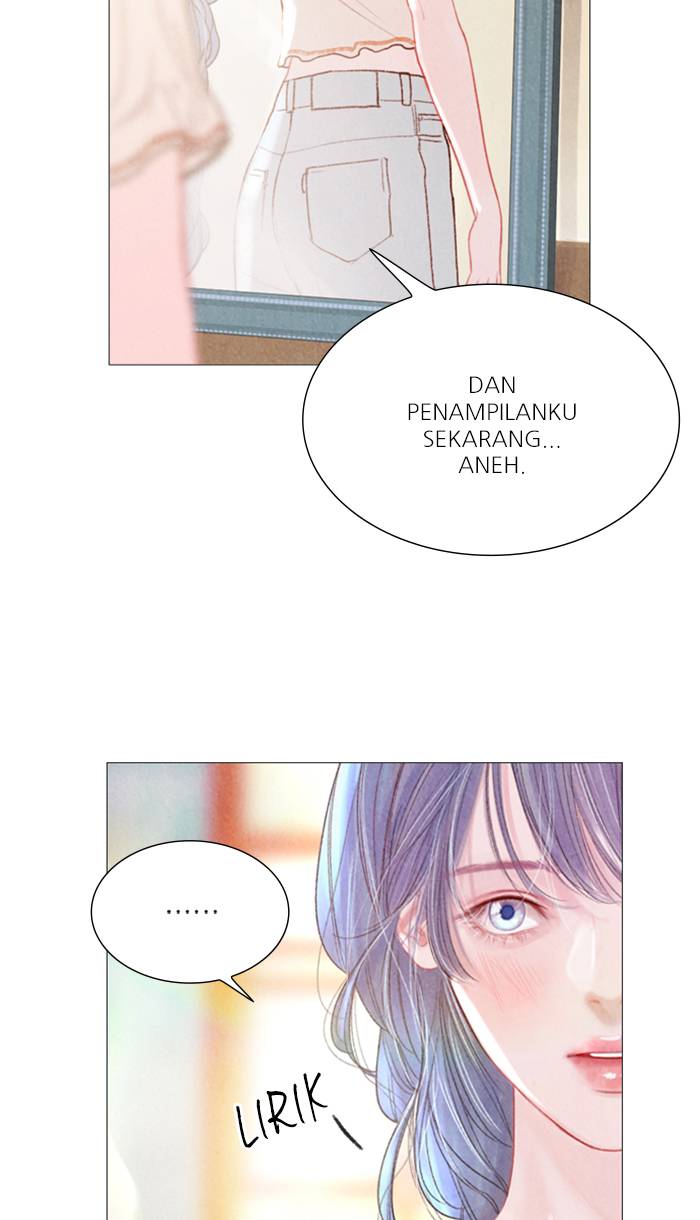 DAN
PENAMPILANKU
SEKARANG...
ANEH.
......
LIRIK